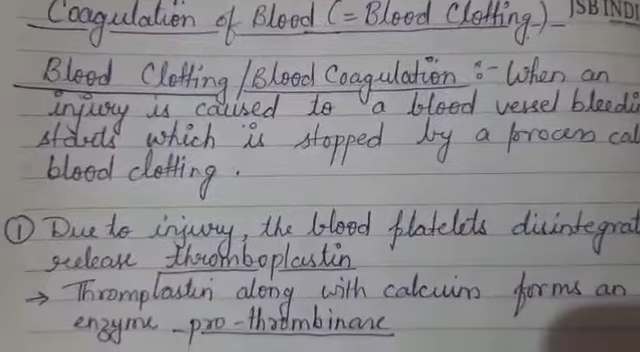 Coagulation of Blood (= Blood Clotting)
JSB INDI
Blood Clotting/Blood Coagulation :- When an
injury is caused to a blood vessel bleedi
starts which is stopped by a process cal
blood clotting.
① Due to injury, the blood platelets disintegrat
release thromboplastin
→ Thromplastin along with calcium forms an
enzyme pro-thrombinase